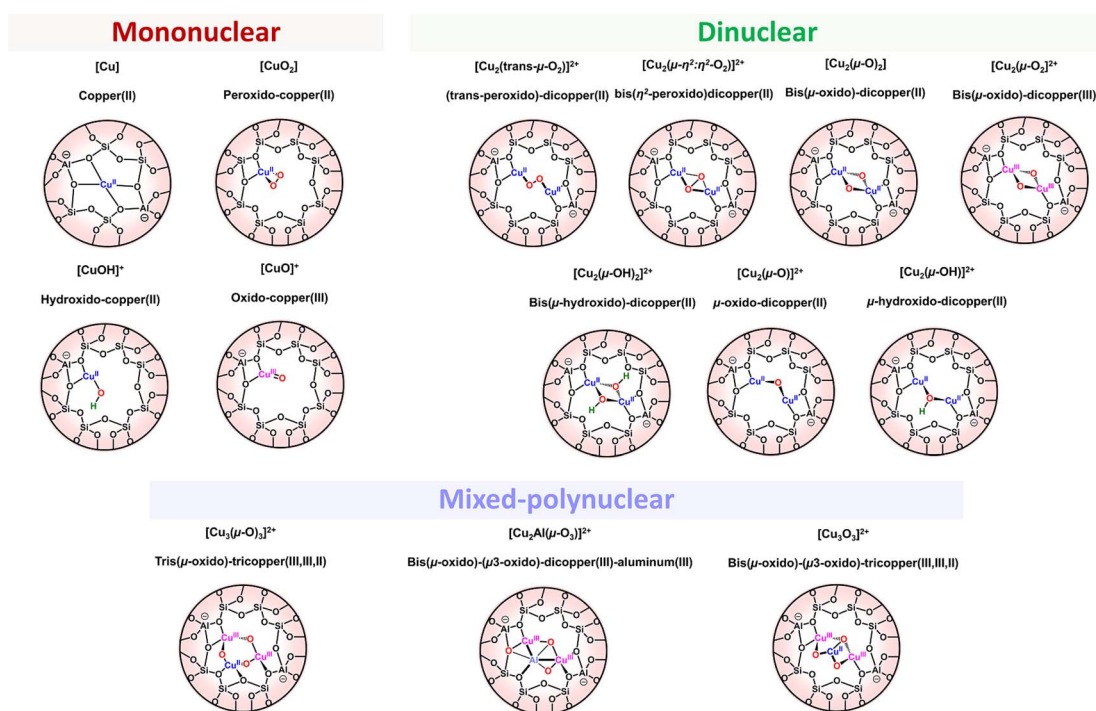 Mononuclear
Dinuclear
[Cu]
[CuO₂]
[Cu₂(trans-µ-O₂)]²⁺
[Cu₂(µ-η²:η²-O₂)]²⁺
[Cu₂(µ-O)₂]
[Cu₂(µ-O₂]²⁺
Copper(II)
Peroxido-copper(II)
(trans-peroxido)-dicopper(II)
bis(η²-peroxido)dicopper(II)
Bis(µ-oxido)-dicopper(II)
Bis(µ-oxido)-dicopper(III)
[CuOH]⁺
[CuO]⁺
[Cu₂(µ-OH)₂]²⁺
[Cu₂(µ-O)]²⁺
[Cu₂(µ-OH)]²⁺
Hydroxido-copper(II)
Oxido-copper(III)
Bis(µ-hydroxido)-dicopper(II)
µ-oxido-dicopper(II)
µ-hydroxido-dicopper(II)
Mixed-polynuclear
[Cu₃(µ-O)₃]²⁺
[Cu₂Al(µ-O₃)]²⁺
[Cu₃O₃]²⁺
Tris(µ-oxido)-tricopper(III,III,II)
Bis(µ-oxido)-(µ3-oxido)-dicopper(III)-aluminum(III)
Bis(µ-oxido)-(µ3-oxido)-tricopper(III,III,II)